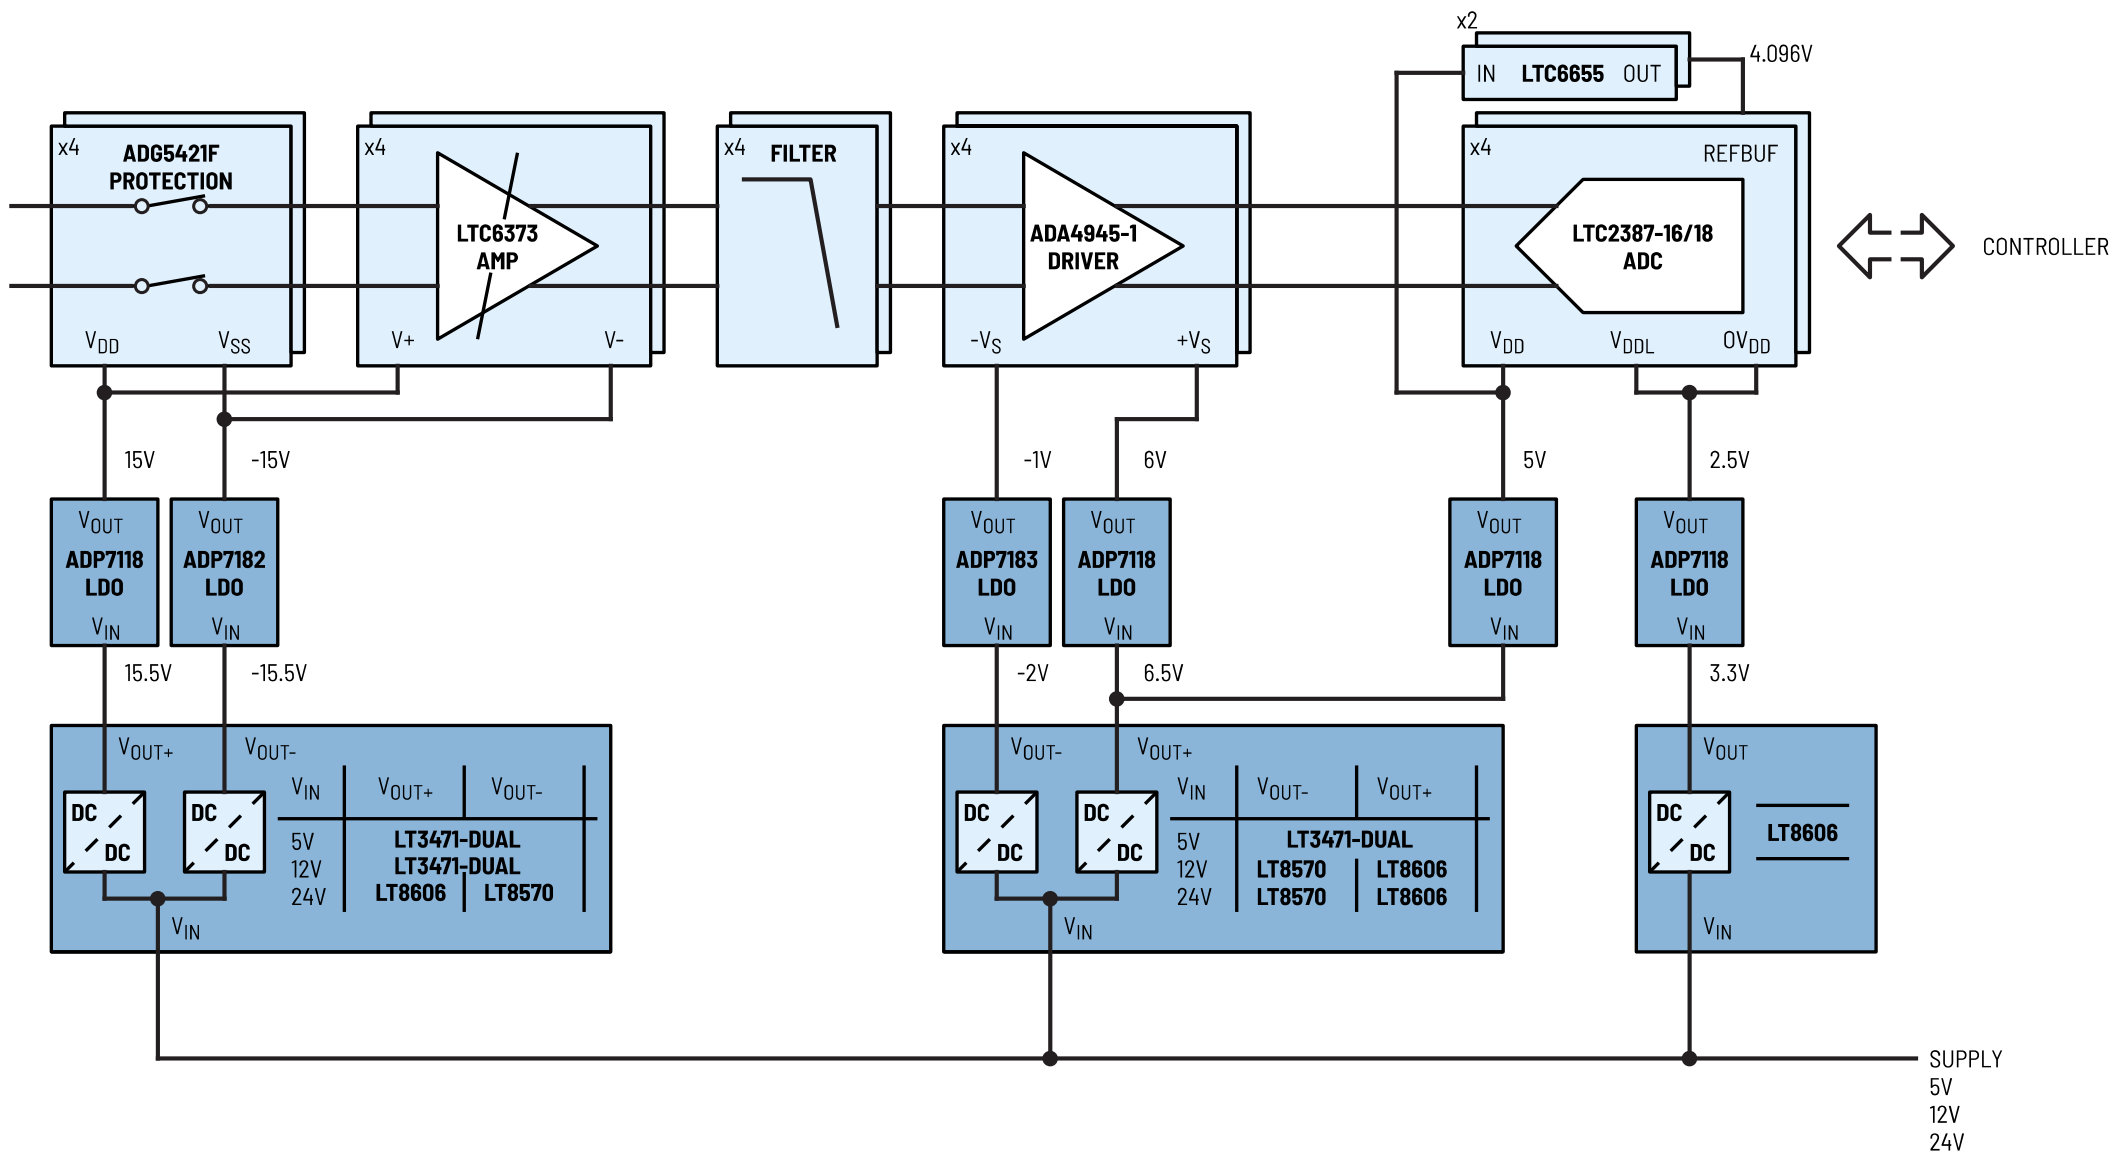 x2
IN LTC6655 OUT
4.096V
x4
ADG5421F
PROTECTION
VDD
VSS
x4
LTC6373
AMP
V+
V-
x4
FILTER
x4
ADA4945-1
DRIVER
-VS
+VS
x4
REFBUF
LTC2387-16/18
ADC
VDD
VDDL
OVDD
CONTROLLER
15V
-15V
-1V
6V
5V
2.5V
VOUT
ADP7118
LDO
VIN
VOUT
ADP7182
LDO
VIN
VOUT
ADP7183
LDO
VIN
VOUT
ADP7118
LDO
VIN
VOUT
ADP7118
LDO
VIN
VOUT
ADP7118
LDO
VIN
15.5V
-15.5V
-2V
6.5V
3.3V
VOUT+
VOUT-
DC
DC
DC
DC
VIN
VIN VOUT+ VOUT-
5V LT3471-DUAL
12V LT3471-DUAL
24V LT8606 LT8570
VOUT-
VOUT+
DC
DC
DC
DC
VIN
VIN VOUT- VOUT+
5V LT3471-DUAL
12V LT8570 LT8606
24V LT8570 LT8606
VOUT
DC
DC
LT8606
VIN
SUPPLY
5V
12V
24V